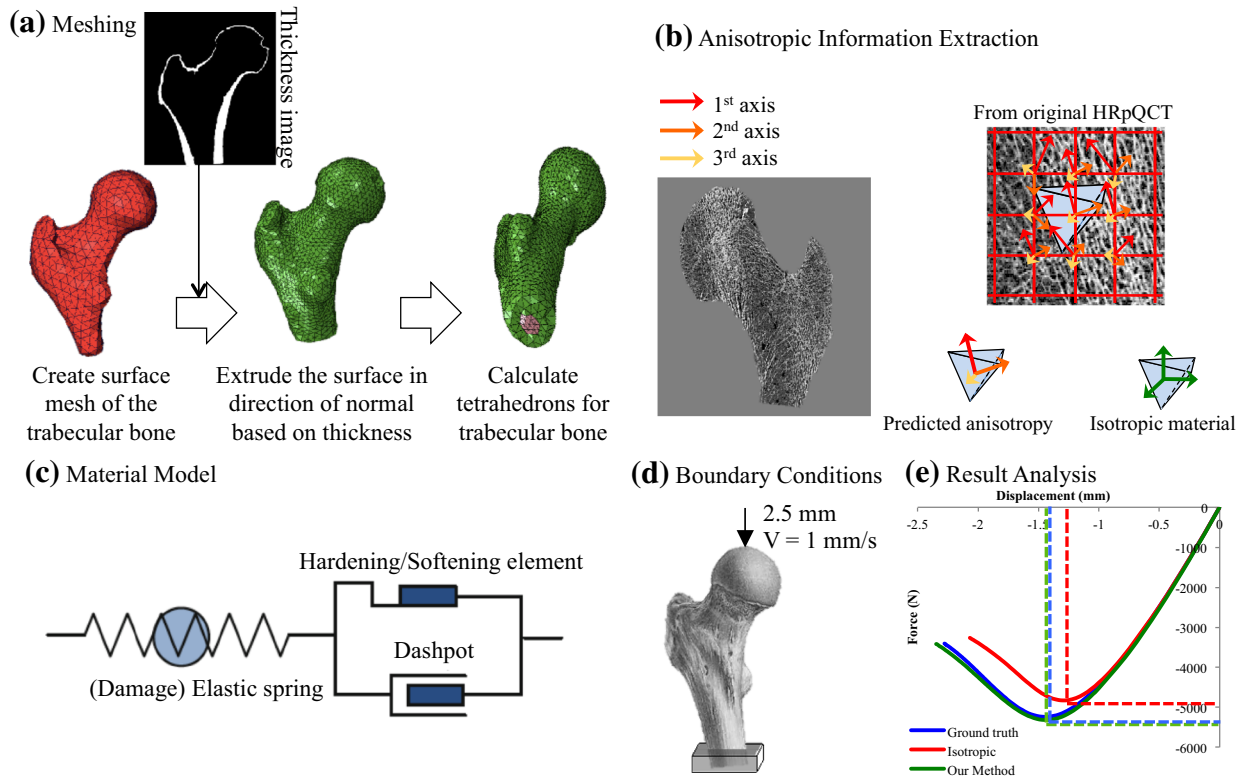 (a) Meshing
Thickness image
Create surface
mesh of the
trabecular bone
Extrude the surface in
direction of normal
based on thickness
Calculate
tetrahedrons for
trabecular bone
(b) Anisotropic Information Extraction
1st axis
2nd axis
3rd axis
From original HRpQCT
Predicted anisotropy
Isotropic material
(c) Material Model
Hardening/Softening element
Dashpot
(Damage) Elastic spring
(d) Boundary Conditions
2.5 mm
V = 1 mm/s
(e) Result Analysis
Displacement (mm)
-2.5 -2 -1.5 -1 -0.5 0
0
-1000
-2000
-3000
-4000
-5000
-6000
Force (N)
Ground truth
Isotropic
Our Method